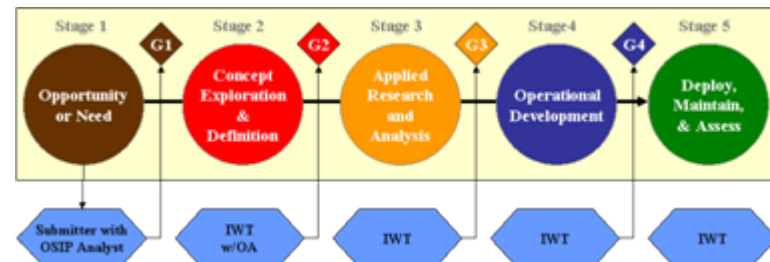 Stage 1
Stage 2
Stage 3
Stage4
Stage 5
G1
G2
G3
G4
Opportunity
or Need
Concept
Exploration
&
Definition
Applied
Research
and
Analysis
Operational
Development
Deploy,
Maintain,
& Assess
Submitter with
OSIP Analyst
IWT
w/OA
IWT
IWT
IWT